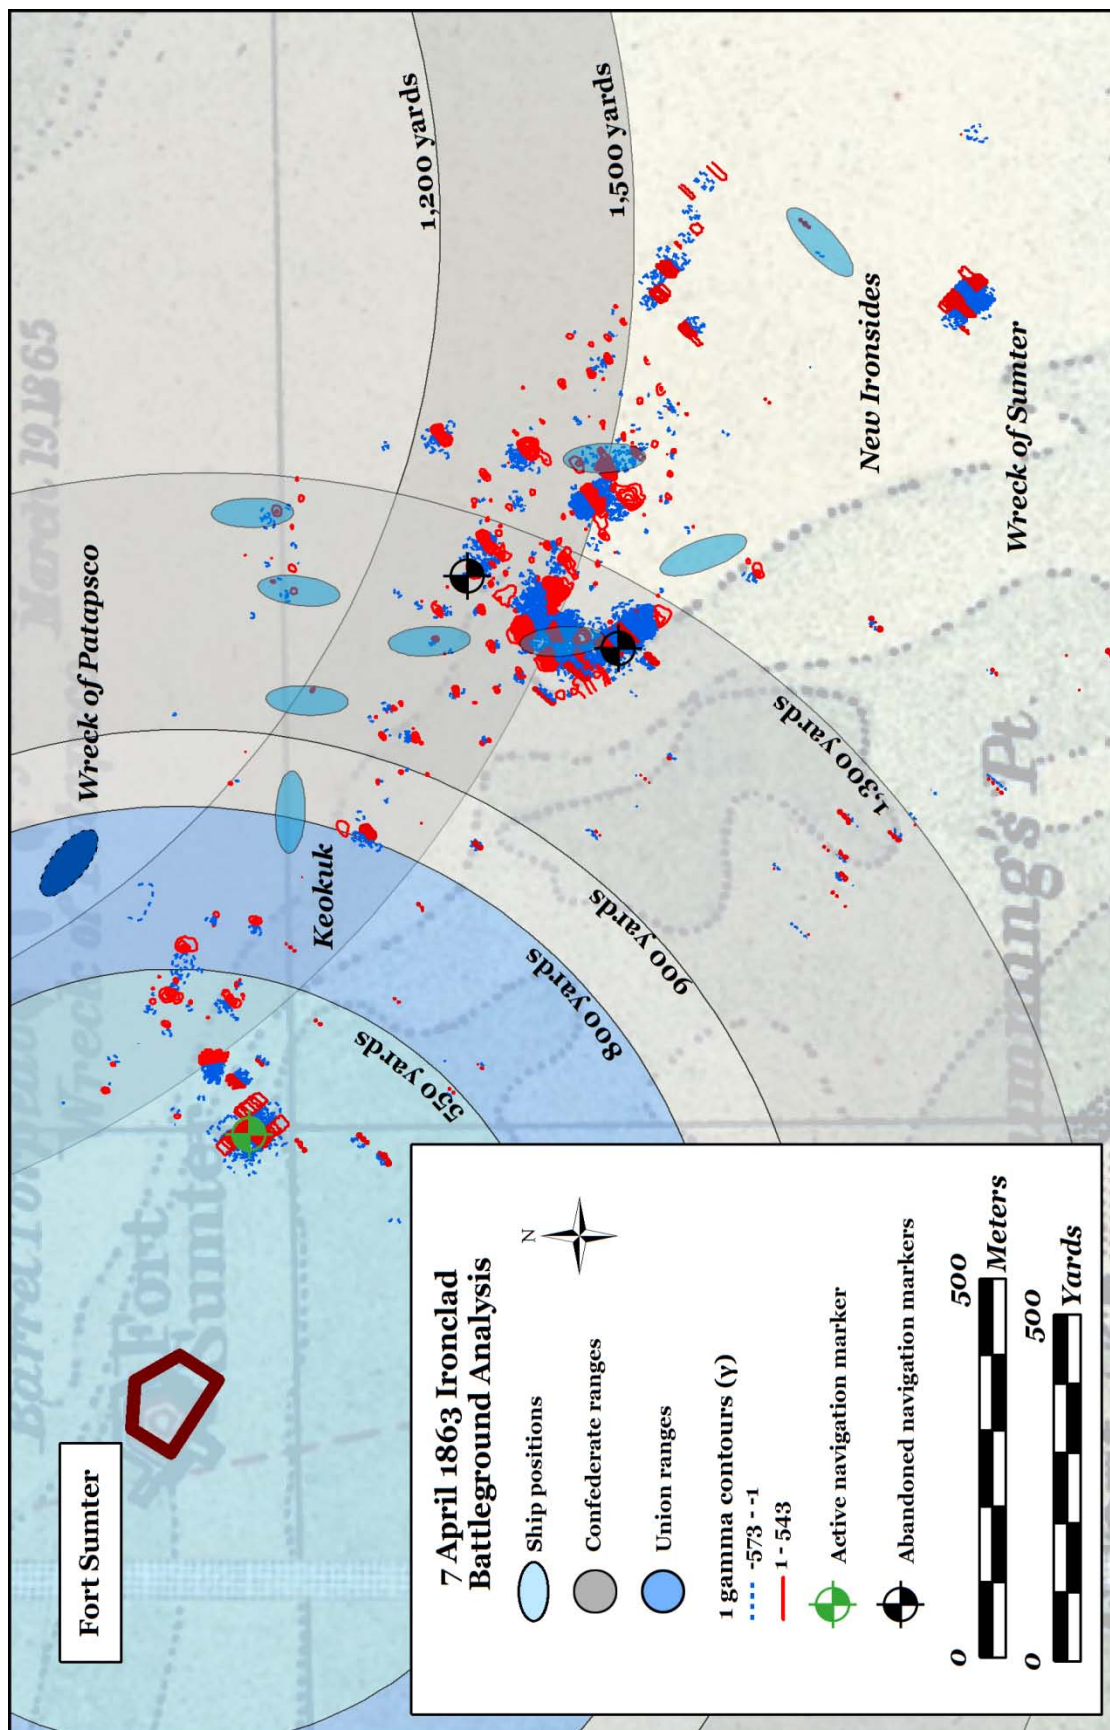 Fort Sumter
Fort
Sumter
Wreck of Patapsco
Keokuk
1,200 yards
1,500 yards
550 yards
800 yards
900 yards
1,300 yards
New Ironsides
Wreck of Sumter
Pt
7 April 1863 Ironclad
Battleground Analysis
N
Ship positions
Confederate ranges
Union ranges
1 gamma contours (γ)
-573 - -1
1 - 543
Active navigation marker
Abandoned navigation markers
0 500
Meters
0 500
Yards